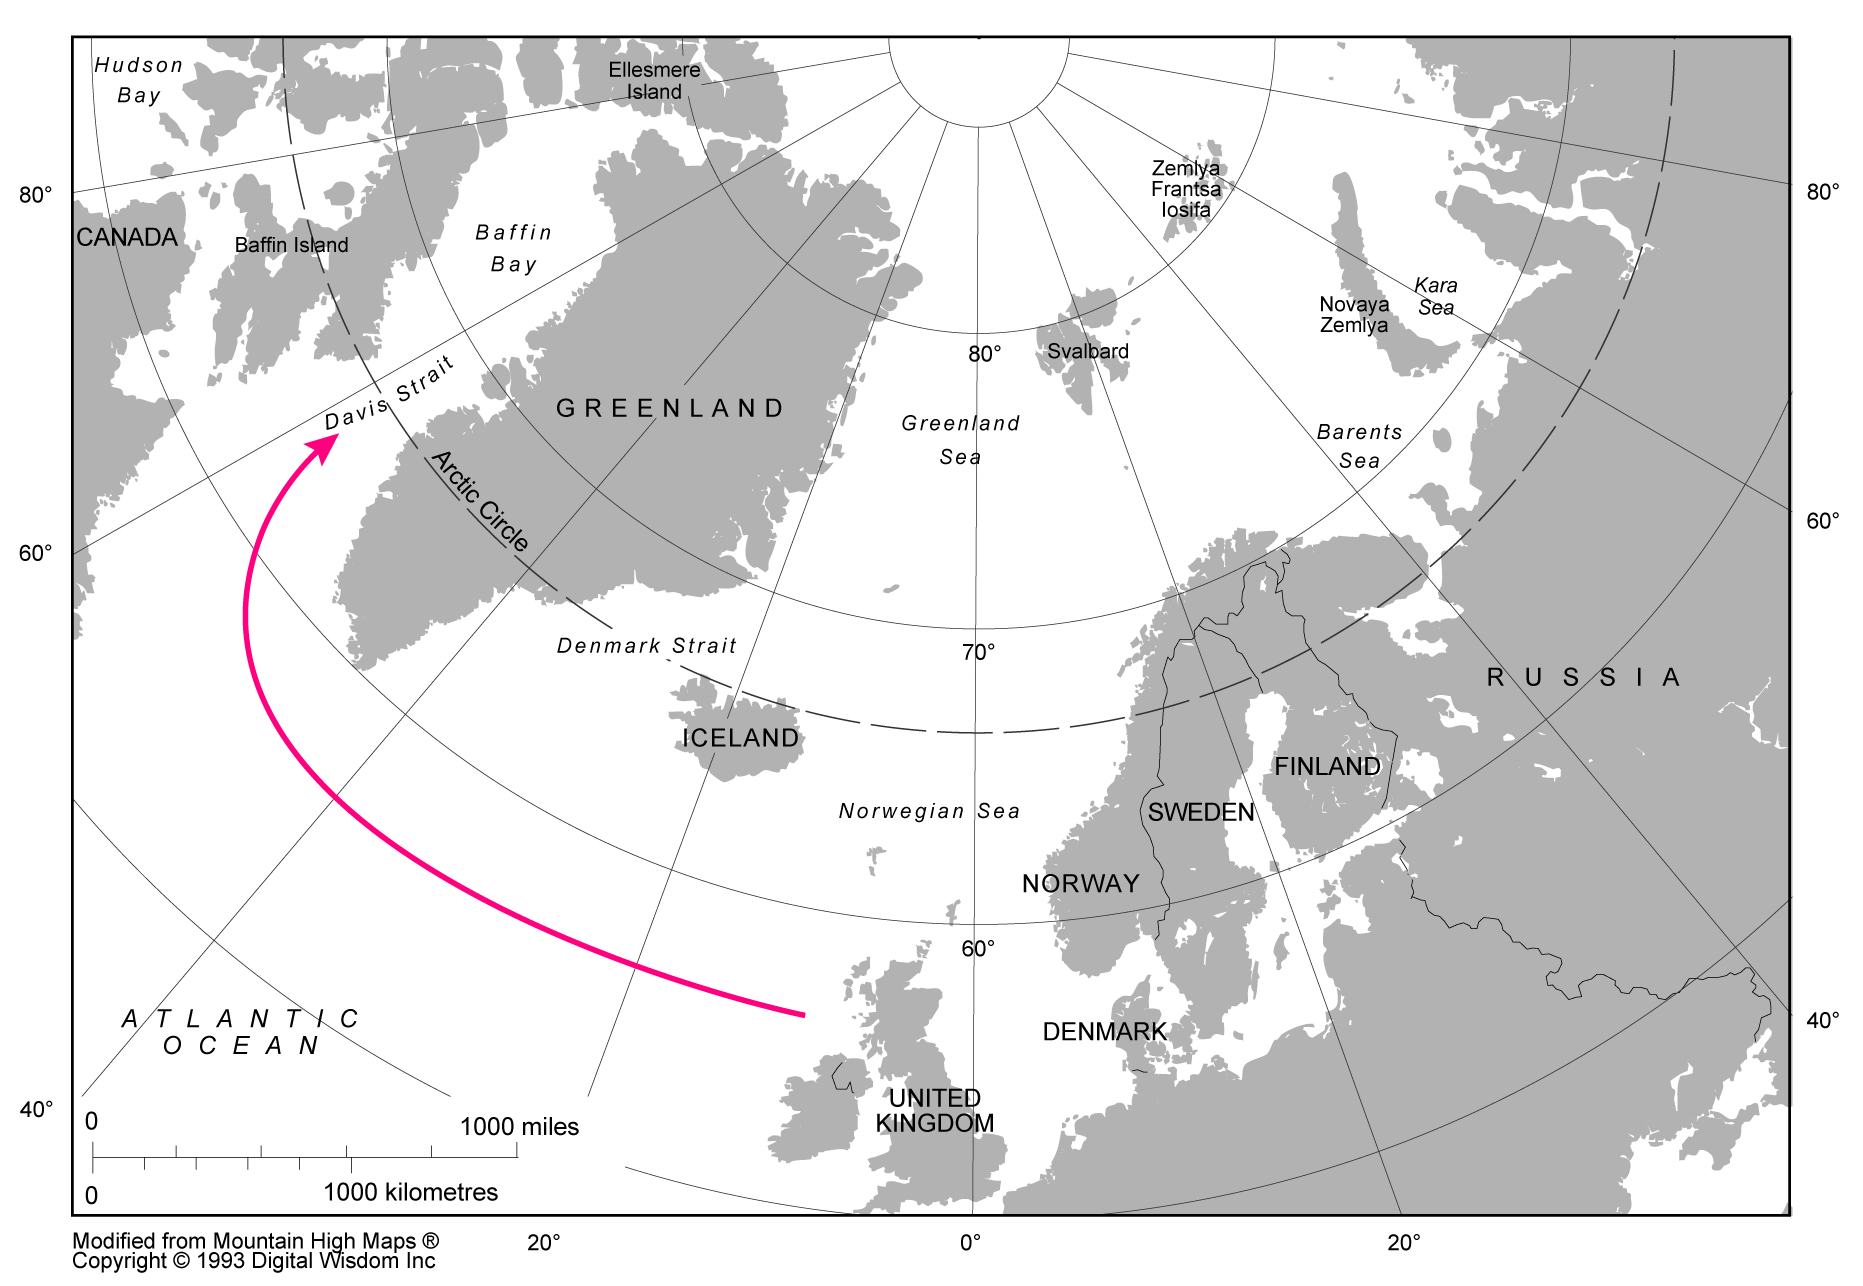 Hudson
Bay
Ellesmere
Island
Zemlya
Frantsa
Iosifa
80°
80°
CANADA
Baffin Island
Baffin
Bay
Kara
Sea
Novaya
Zemlya
80°
Svalbard
Davis Strait
GREENLAND
Greenland
Sea
Barents
Sea
Arctic Circle
60°
60°
Denmark Strait
70°
RUSSIA
ICELAND
FINLAND
Norwegian Sea
SWEDEN
NORWAY
60°
ATLANTIC
OCEAN
DENMARK
40°
40°
UNITED
KINGDOM
0
1000 miles
0
1000 kilometres
Modified from Mountain High Maps ®
Copyright © 1993 Digital Wisdom Inc
20°
0°
20°